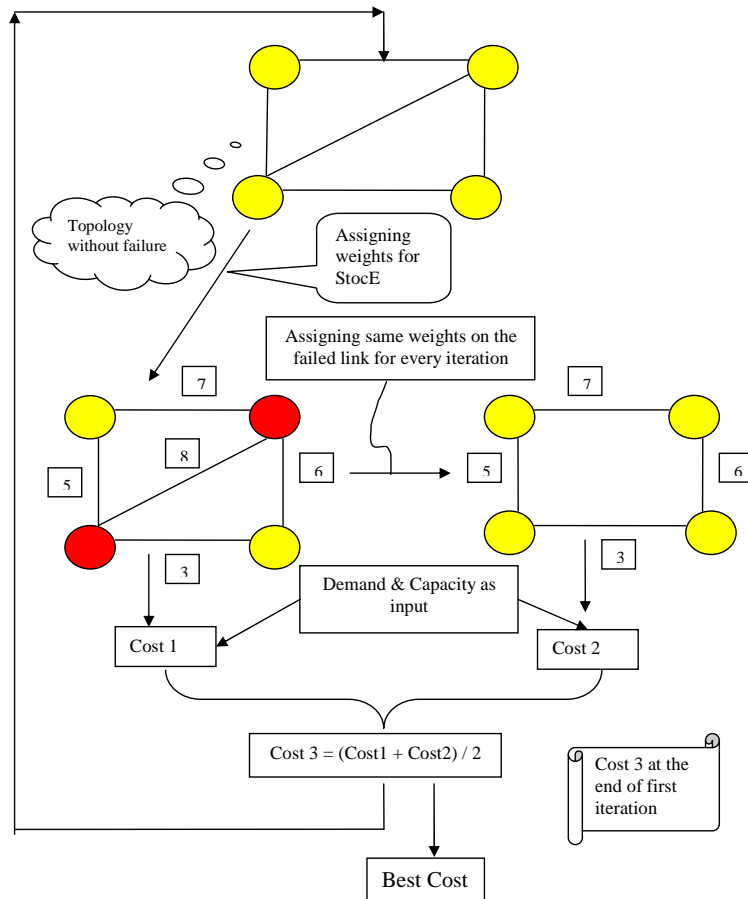 Topology
without failure
Assigning
weights for
StocE
Assigning same weights on the
failed link for every iteration
7
8
5
6
3
7
5
6
3
Demand & Capacity as
input
Cost 1
Cost 2
Cost 3 = (Cost1 + Cost2) / 2
Cost 3 at the
end of first
iteration
Best Cost